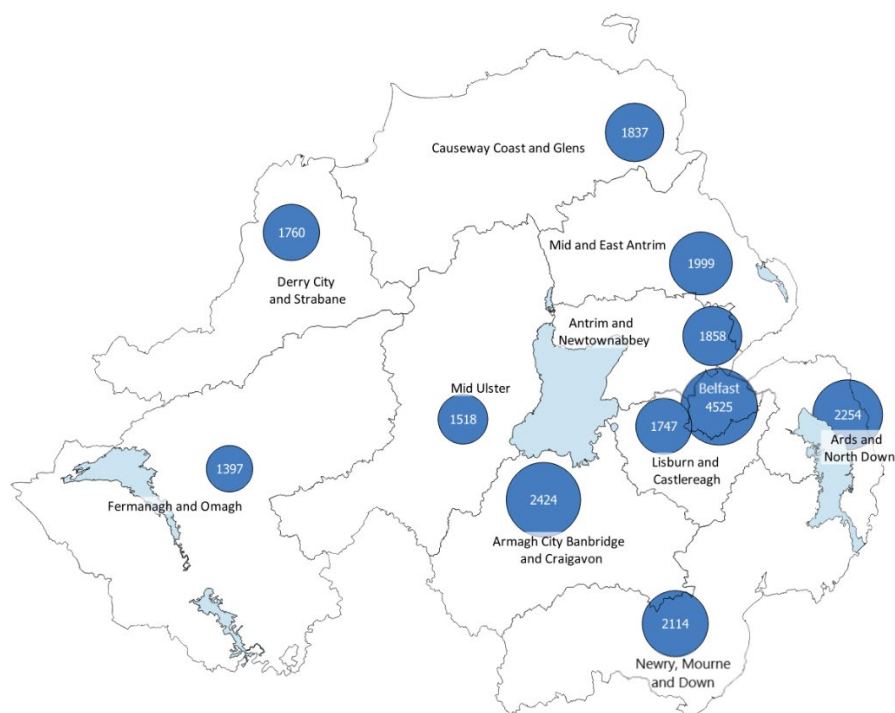 1837
Causeway Coast and Glens
1760
Derry City
and Strabane
Mid and East Antrim
1999
Antrim and
Newtownabbey
1858
Mid Ulster
1518
Belfast
4525
1747
Lisburn and
Castlereagh
2254
Ards and
North Down
1397
Fermanagh and Omagh
2424
Armagh City Banbridge
and Craigavon
2114
Newry, Mourne
and Down